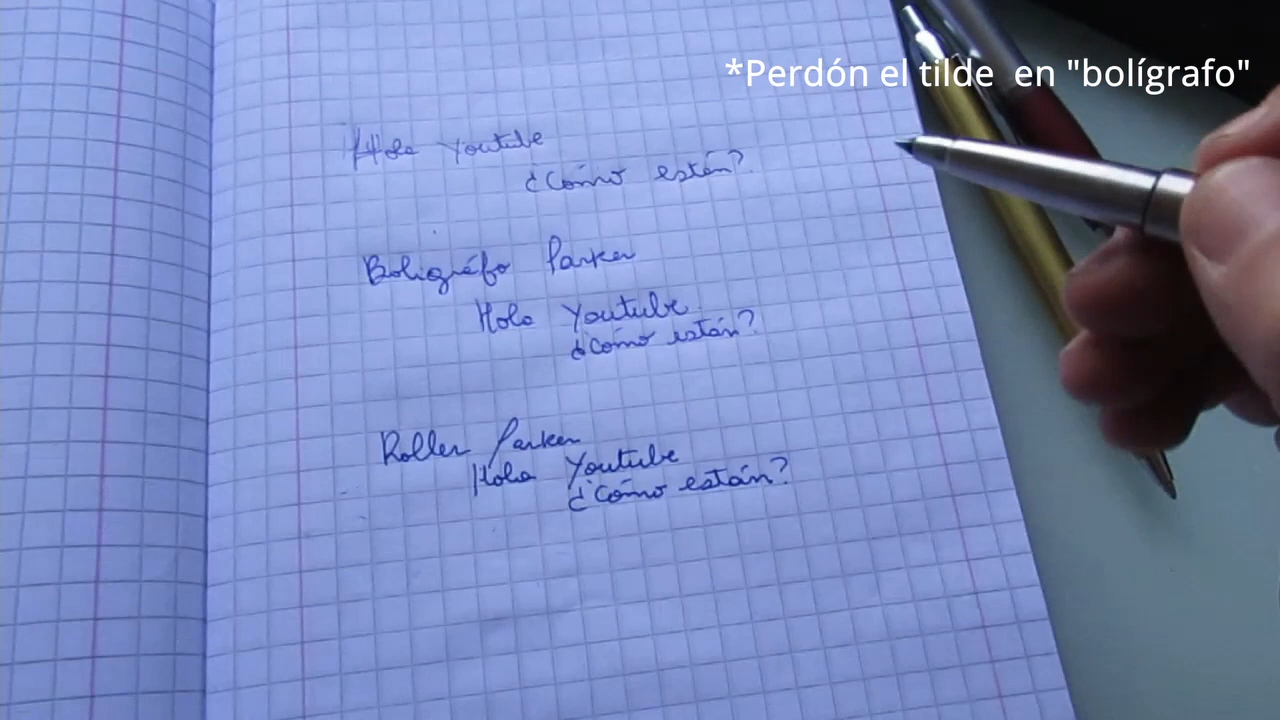 *Perdón el tilde en "bolígrafo"
Hola Youtube
¿Cómo están?
Boligráfo Parker
Hola Youtube
¿Cómo están?
Roller Parker
Hola Youtube
¿Cómo están?